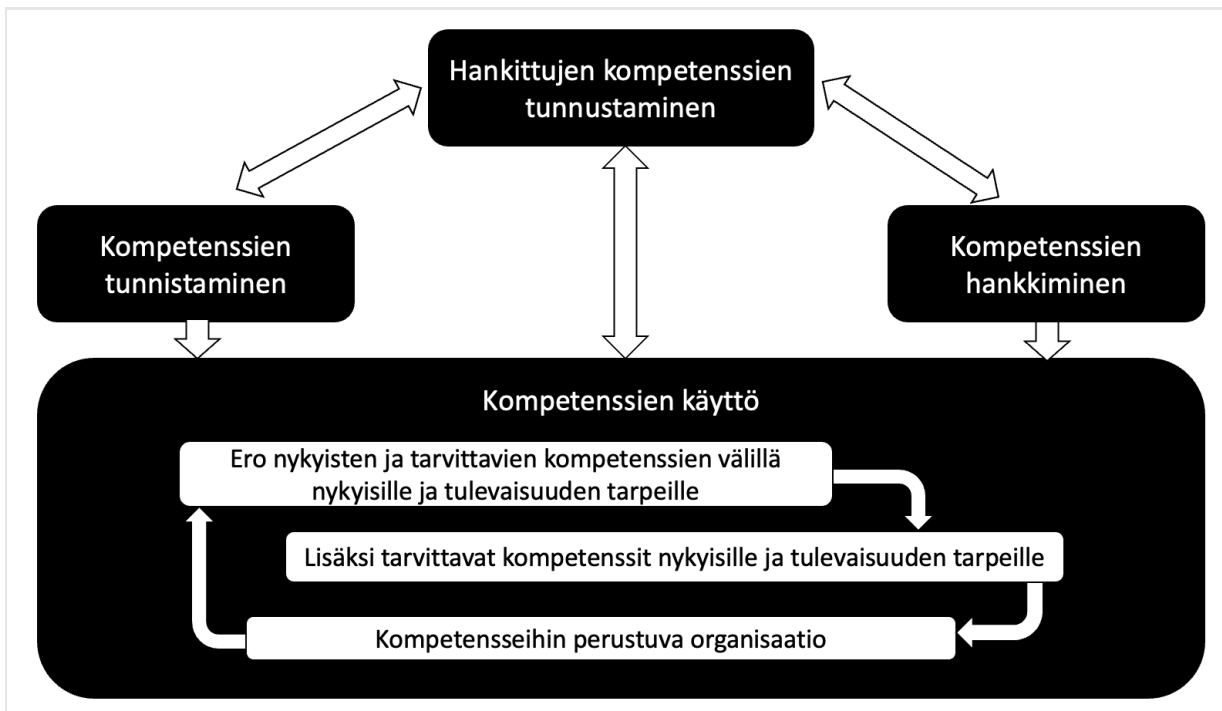 Hankittujen kompetenssien
tunnustaminen
Kompetenssien
tunnistaminen
Kompetenssien
hankkiminen
Kompetenssien käyttö
Ero nykyisten ja tarvittavien kompetenssien välillä
nykyisille ja tulevaisuuden tarpeille
Lisäksi tarvittavat kompetenssit nykyisille ja tulevaisuuden tarpeille
Kompetensseihin perustuva organisaatio